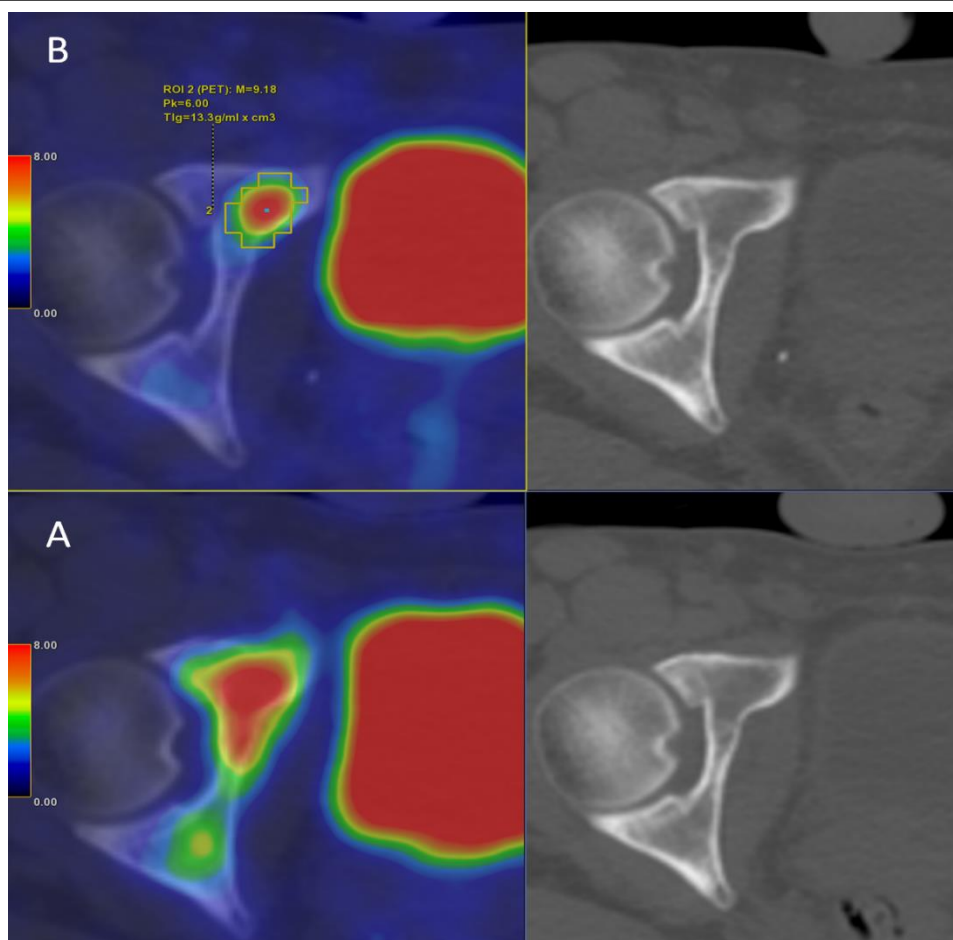 B
ROI 2 (PET): M=9.18
Pk=6.00
Tlg=13.3g/ml x cm3
8.00
2
0.00
A
8.00
0.00